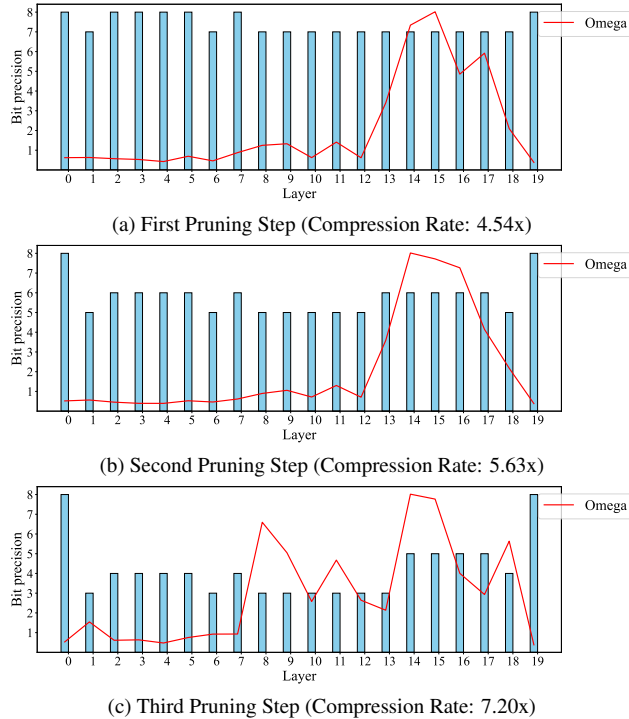 8
7
6
5
4
3
2
1
Bit precision
Omega
0 1 2 3 4 5 6 7 8 9 10 11 12 13 14 15 16 17 18 19
Layer
(a) First Pruning Step (Compression Rate: 4.54x)
8
7
6
5
4
3
2
1
Bit precision
Omega
0 1 2 3 4 5 6 7 8 9 10 11 12 13 14 15 16 17 18 19
Layer
(b) Second Pruning Step (Compression Rate: 5.63x)
8
7
6
5
4
3
2
1
Bit precision
Omega
0 1 2 3 4 5 6 7 8 9 10 11 12 13 14 15 16 17 18 19
Layer
(c) Third Pruning Step (Compression Rate: 7.20x)